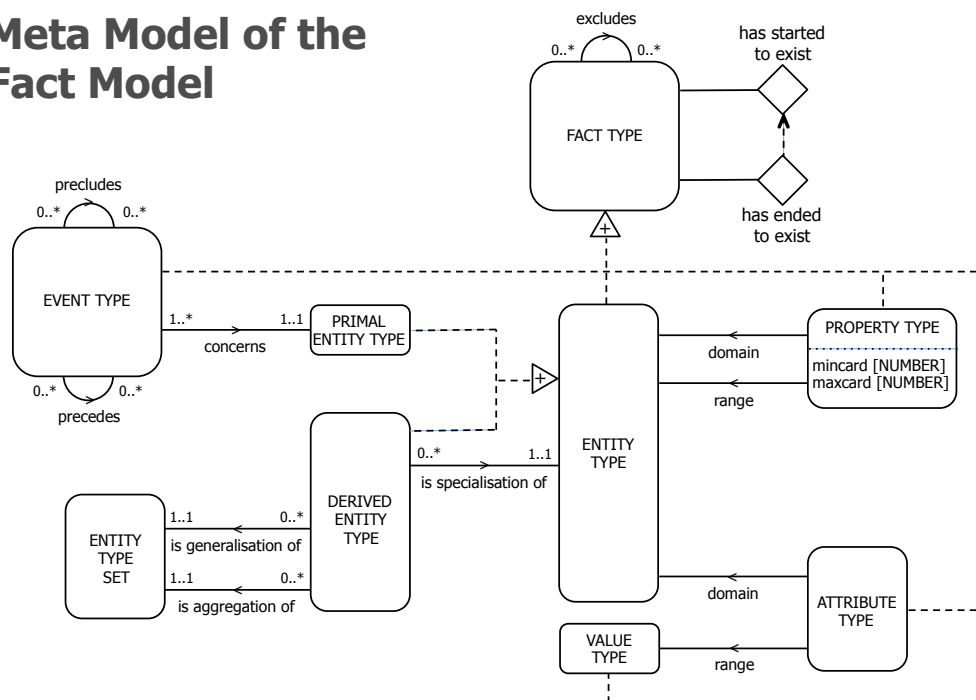 Meta Model of the
Fact Model
excludes
0..* 0..*
FACT TYPE
has started
to exist
has ended
to exist
precludes
0..* 0..*
EVENT TYPE
0..* 0..*
precedes
1..* 1..1
concerns
PRIMAL
ENTITY TYPE
+
+
ENTITY
TYPE
domain
range
PROPERTY TYPE
mincard [NUMBER]
maxcard [NUMBER]
DERIVED
ENTITY
TYPE
0..* 1..1
is specialisation of
ENTITY
TYPE
SET
1..1 0..*
is generalisation of
1..1 0..*
is aggregation of
domain
ATTRIBUTE
TYPE
VALUE
TYPE
range